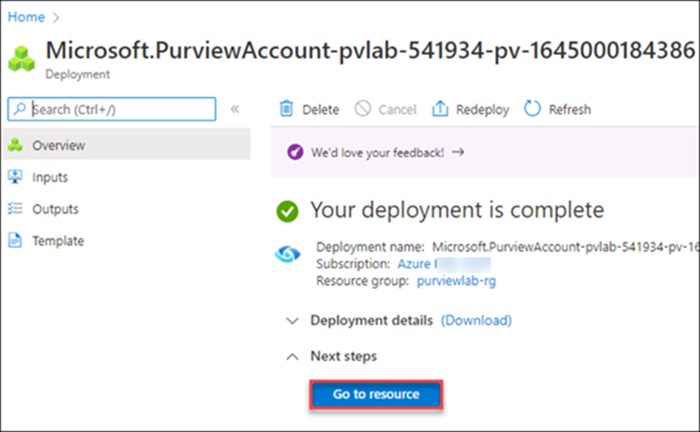 Home >
Microsoft.PurviewAccount-pvlab-541934-pv-1645000184386
Deployment
Search (Ctrl+/)
«
Delete Cancel Redeploy Refresh
Overview
Inputs
Outputs
Template
We'd love your feedback! →
Your deployment is complete
Deployment name: Microsoft.PurviewAccount-pvlab-541934-pv-16
Subscription: Azure
Resource group: purviewlab-rg
Deployment details (Download)
Next steps
Go to resource